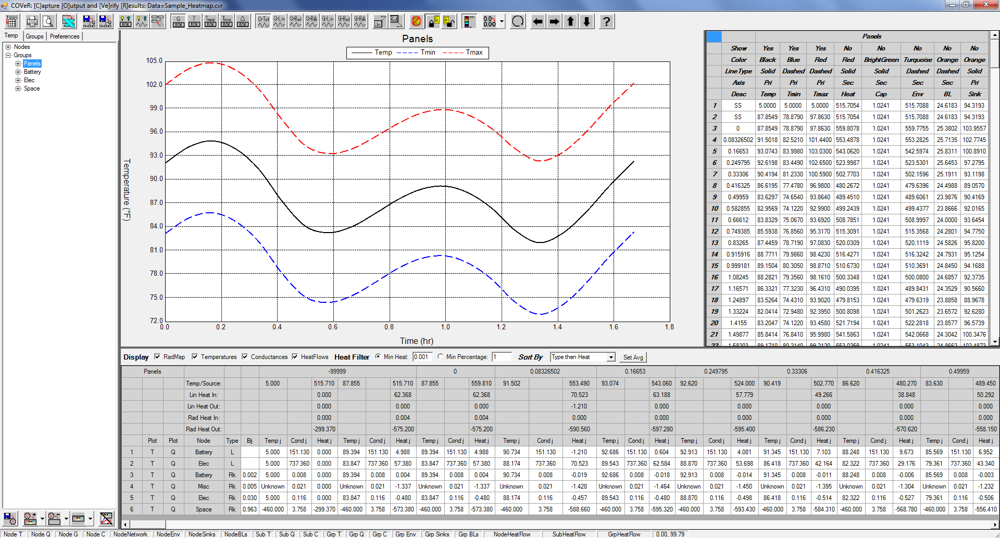 COVeR: [C]apture [O]utput and [Ve]rify [R]esults: Data=Sample_Heatmap.cvr
Temp Groups Preferences
Nodes
Groups
Panels
Battery
Elec
Space
Panels
Temp Tmin Tmax
105.0
102.0
99.0
96.0
93.0
90.0
87.0
84.0
81.0
78.0
75.0
72.0
Temperature (°F)
0.0 0.2 0.4 0.6 0.8 1.0 1.2 1.4 1.6 1.8
Time (hr)
Panels
Show Yes Yes Yes No No No No No
Color Black Blue Red Red BrightGreen Turquoise Orange Orange
LineType Solid Dashed Dashed Solid Solid Dashed Dashed Solid
Axis Pri Pri Pri Sec Sec Sec Sec Pri
Desc Temp Tmin Tmax Heat Cap Env BL Sink
1 SS 5.0000 5.0000 5.0000 515.7054 1.0241 515.7088 24.6183 94.3193
2 SS 87.8549 78.8790 97.8630 515.7054 1.0241 515.7088 24.6183 94.3193
3 0 87.8549 78.8790 97.8630 559.8078 1.0241 559.7755 25.3802 103.9557
4 0.08326502 91.5018 82.5210 101.4400 553.4878 1.0241 553.2825 25.7135 102.7745
5 0.16653 93.0743 83.9980 103.0300 543.0620 1.0241 542.5974 25.8311 100.8910
6 0.249795 92.6198 83.4490 102.6500 523.9987 1.0241 523.5301 25.6453 97.2795
7 0.33306 90.4194 81.2330 100.5900 502.7703 1.0241 502.1596 25.1911 93.1198
8 0.416325 86.6195 77.4780 96.9800 480.2672 1.0241 479.6396 24.4988 89.0570
9 0.49959 83.6297 74.6540 93.8640 489.4510 1.0241 489.6061 23.9876 90.4169
10 0.582855 82.9569 74.1220 92.9900 499.2439 1.0241 499.4377 23.8666 92.0165
11 0.66612 83.8329 75.0670 93.6920 508.7851 1.0241 508.9997 24.0000 93.6454
12 0.749385 85.5938 76.8560 95.3170 515.3091 1.0241 515.3568 24.2801 94.7750
13 0.83265 87.4459 78.7190 97.0830 520.0309 1.0241 520.1119 24.5826 95.8200
14 0.915916 88.7711 79.9860 98.4230 516.4271 1.0241 516.3242 24.7931 95.1254
15 0.999181 89.1504 80.3050 98.8710 510.6730 1.0241 510.3691 24.8450 94.1688
16 1.08245 88.2821 79.3560 98.1610 500.3348 1.0241 500.0800 24.6857 92.3735
17 1.16571 86.3321 77.3230 96.4310 490.0395 1.0241 489.8431 24.3529 90.5660
18 1.24897 83.5264 74.4310 93.9020 479.8153 1.0241 479.6319 23.8858 88.9678
19 1.33224 82.0414 72.9480 92.3950 500.8098 1.0241 501.2623 23.6572 92.6280
20 1.4155 83.2047 74.1220 93.4580 521.7194 1.0241 522.2818 23.8577 96.5739
21 1.49877 85.8414 76.8410 95.9980 541.5863 1.0241 542.0668 24.3042 100.3476
Display RadMap Temperatures Conductances HeatFlows Heat Filter Min Heat: 0.001 Min Percentage: 1 Sort By Type then Heat Set Avg
Panels -99999 0 0.08326502 0.16653 0.249795 0.33306 0.416325 0.49959
Temp/Source: 5.000 515.710 87.855 515.710 87.855 559.810 91.502 553.490 93.074 543.060 92.620 524.000 90.419 502.770 86.620 480.270 83.630 489.450
Lin Heat In: 0.000 62.368 62.368 70.523 63.188 57.779 49.266 38.848 50.292
Lin Heat Out: 0.000 0.000 0.000 -1.210 0.000 0.000 0.000 0.000 0.000
Rad Heat In: 0.000 0.004 0.004 0.000 0.000 0.000 0.000 0.000 0.000
Rad Heat Out: -299.370 -575.200 -575.200 -590.560 -597.280 -595.400 -586.230 -570.620 -558.150
Plot Plot Node Type Bij Temp j Cond j Heat j Temp j Cond j Heat j Temp j Cond j Heat j Temp j Cond j Heat j Temp j Cond j Heat j Temp j Cond j Heat j Temp j Cond j Heat j Temp j Cond j Heat j Temp j Cond j Heat j
1 T Q Battery L 5.000 151.130 0.000 89.394 151.130 4.988 89.394 151.130 4.988 90.734 151.130 -1.210 92.686 151.130 0.604 92.913 151.130 4.081 91.345 151.130 7.103 88.248 151.130 9.673 85.569 151.130 6.952
2 T Q Elec L 5.000 737.360 0.000 83.847 737.360 57.380 83.847 737.360 57.380 88.174 737.360 70.523 89.543 737.360 62.584 88.870 737.360 53.698 86.418 737.360 42.164 82.322 737.360 29.176 79.361 737.360 43.340
3 T Q Battery Rk 0.002 5.000 0.008 0.000 89.394 0.008 0.004 89.394 0.008 0.004 90.734 0.008 -0.019 92.686 0.008 -0.018 92.913 0.008 -0.014 91.345 0.008 -0.011 88.248 0.008 -0.006 85.569 0.008 -0.003
4 T Q Misc Rk 0.005 Unknown 0.021 0.000 Unknown 0.021 -1.337 Unknown 0.021 -1.337 Unknown 0.021 -1.428 Unknown 0.021 -1.464 Unknown 0.021 -1.450 Unknown 0.021 -1.395 Unknown 0.021 -1.304 Unknown 0.021 -1.232
5 T Q Elec Rk 0.030 5.000 0.116 0.000 83.847 0.116 -0.480 83.847 0.116 -0.480 88.174 0.116 -0.457 89.543 0.116 -0.480 88.870 0.116 -0.498 86.418 0.116 -0.514 82.322 0.116 -0.527 79.361 0.116 -0.506
6 T Q Space Rk 0.963 -460.000 3.758 -299.370 -460.000 3.758 -573.380 -460.000 3.758 -573.380 -460.000 3.758 -588.660 -460.000 3.758 -595.320 -460.000 3.758 -593.430 -460.000 3.758 -584.310 -460.000 3.758 -568.780 -460.000 3.758 -556.410
Node T Node Q Node G Node C NodeNetwork NodeEnv NodeSinks NodeBLs Sub T Sub Q Sub C Grp T Grp Q Grp C Grp Env Grp Sinks Grp BLs NodeHeatFlow SubHeatFlow GrpHeatFlow 0.00, 99.79